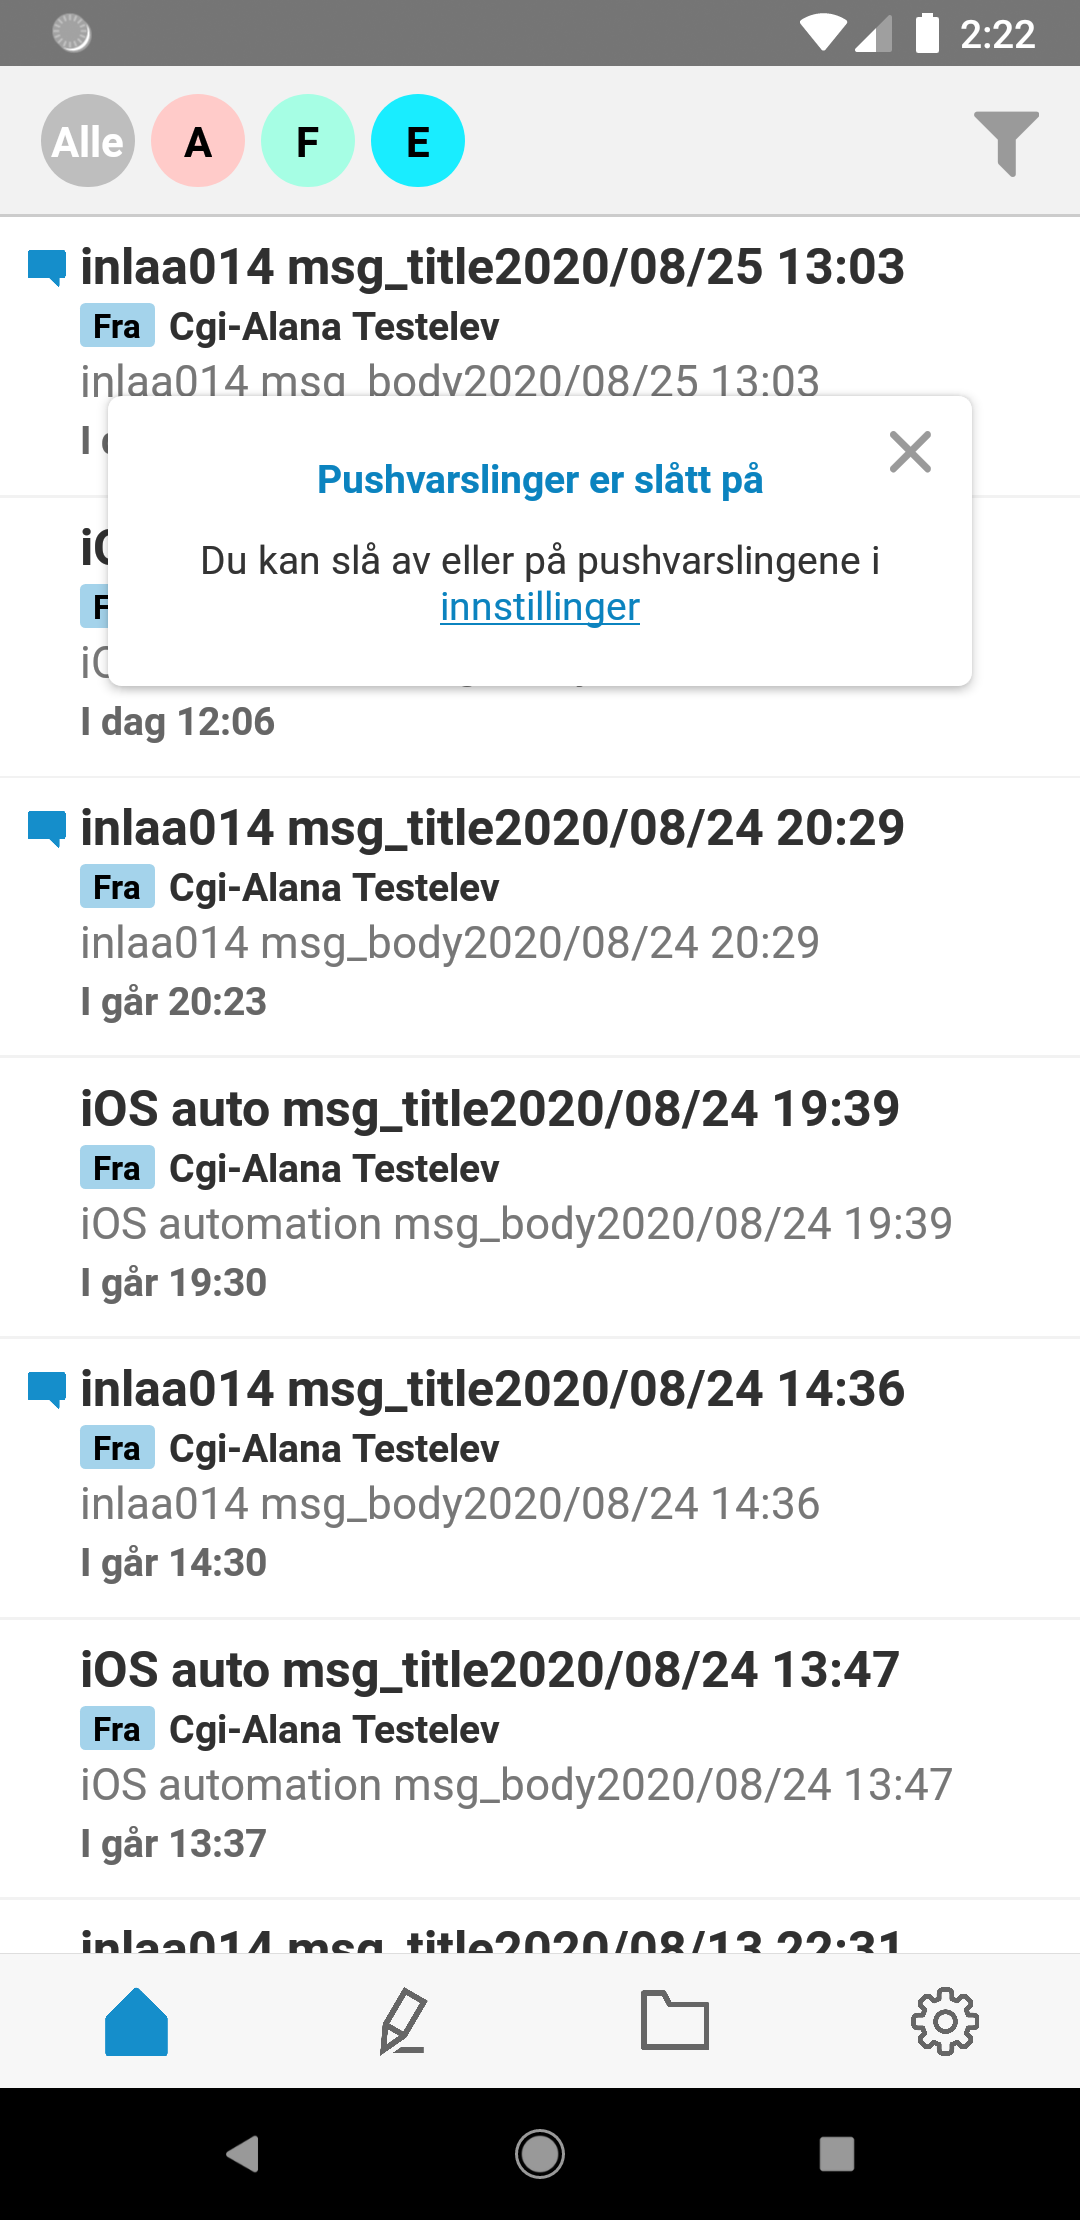 2:22
Alle A F E
inlaa014 msg_title2020/08/25 13:03
Fra Cgi-Alana Testelev
inlaa014 msg_body2020/08/25 13:03
I
Pushvarslinger er slått på
Du kan slå av eller på pushvarslingene i
innstillinger
I dag 12:06
inlaa014 msg_title2020/08/24 20:29
Fra Cgi-Alana Testelev
inlaa014 msg_body2020/08/24 20:29
I går 20:23
iOS auto msg_title2020/08/24 19:39
Fra Cgi-Alana Testelev
iOS automation msg_body2020/08/24 19:39
I går 19:30
inlaa014 msg_title2020/08/24 14:36
Fra Cgi-Alana Testelev
inlaa014 msg_body2020/08/24 14:36
I går 14:30
iOS auto msg_title2020/08/24 13:47
Fra Cgi-Alana Testelev
iOS automation msg_body2020/08/24 13:47
I går 13:37
inlaa014 msg_title2020/08/13 22:31